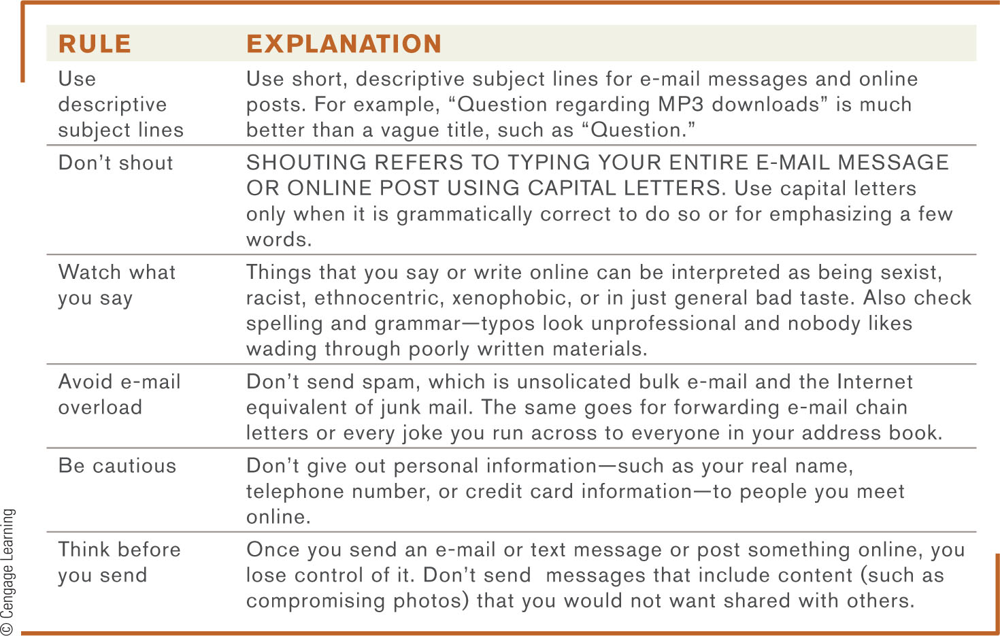 RULE EXPLANATION
Use
descriptive
subject lines
Use short, descriptive subject lines for e-mail messages and online
posts. For example, “Question regarding MP3 downloads” is much
better than a vague title, such as “Question.”
Don’t shout
SHOUTING REFERS TO TYPING YOUR ENTIRE E-MAIL MESSAGE
OR ONLINE POST USING CAPITAL LETTERS. Use capital letters
only when it is grammatically correct to do so or for emphasizing a few
words.
Watch what
you say
Things that you say or write online can be interpreted as being sexist,
racist, ethnocentric, xenophobic, or in just general bad taste. Also check
spelling and grammar—typos look unprofessional and nobody likes
wading through poorly written materials.
Avoid e-mail
overload
Don’t send spam, which is unsolicated bulk e-mail and the Internet
equivalent of junk mail. The same goes for forwarding e-mail chain
letters or every joke you run across to everyone in your address book.
Be cautious
Don’t give out personal information—such as your real name,
telephone number, or credit card information—to people you meet
online.
Think before
you send
Once you send an e-mail or text message or post something online, you
lose control of it. Don’t send  messages that include content (such as
compromising photos) that you would not want shared with others.
© Cengage Learning